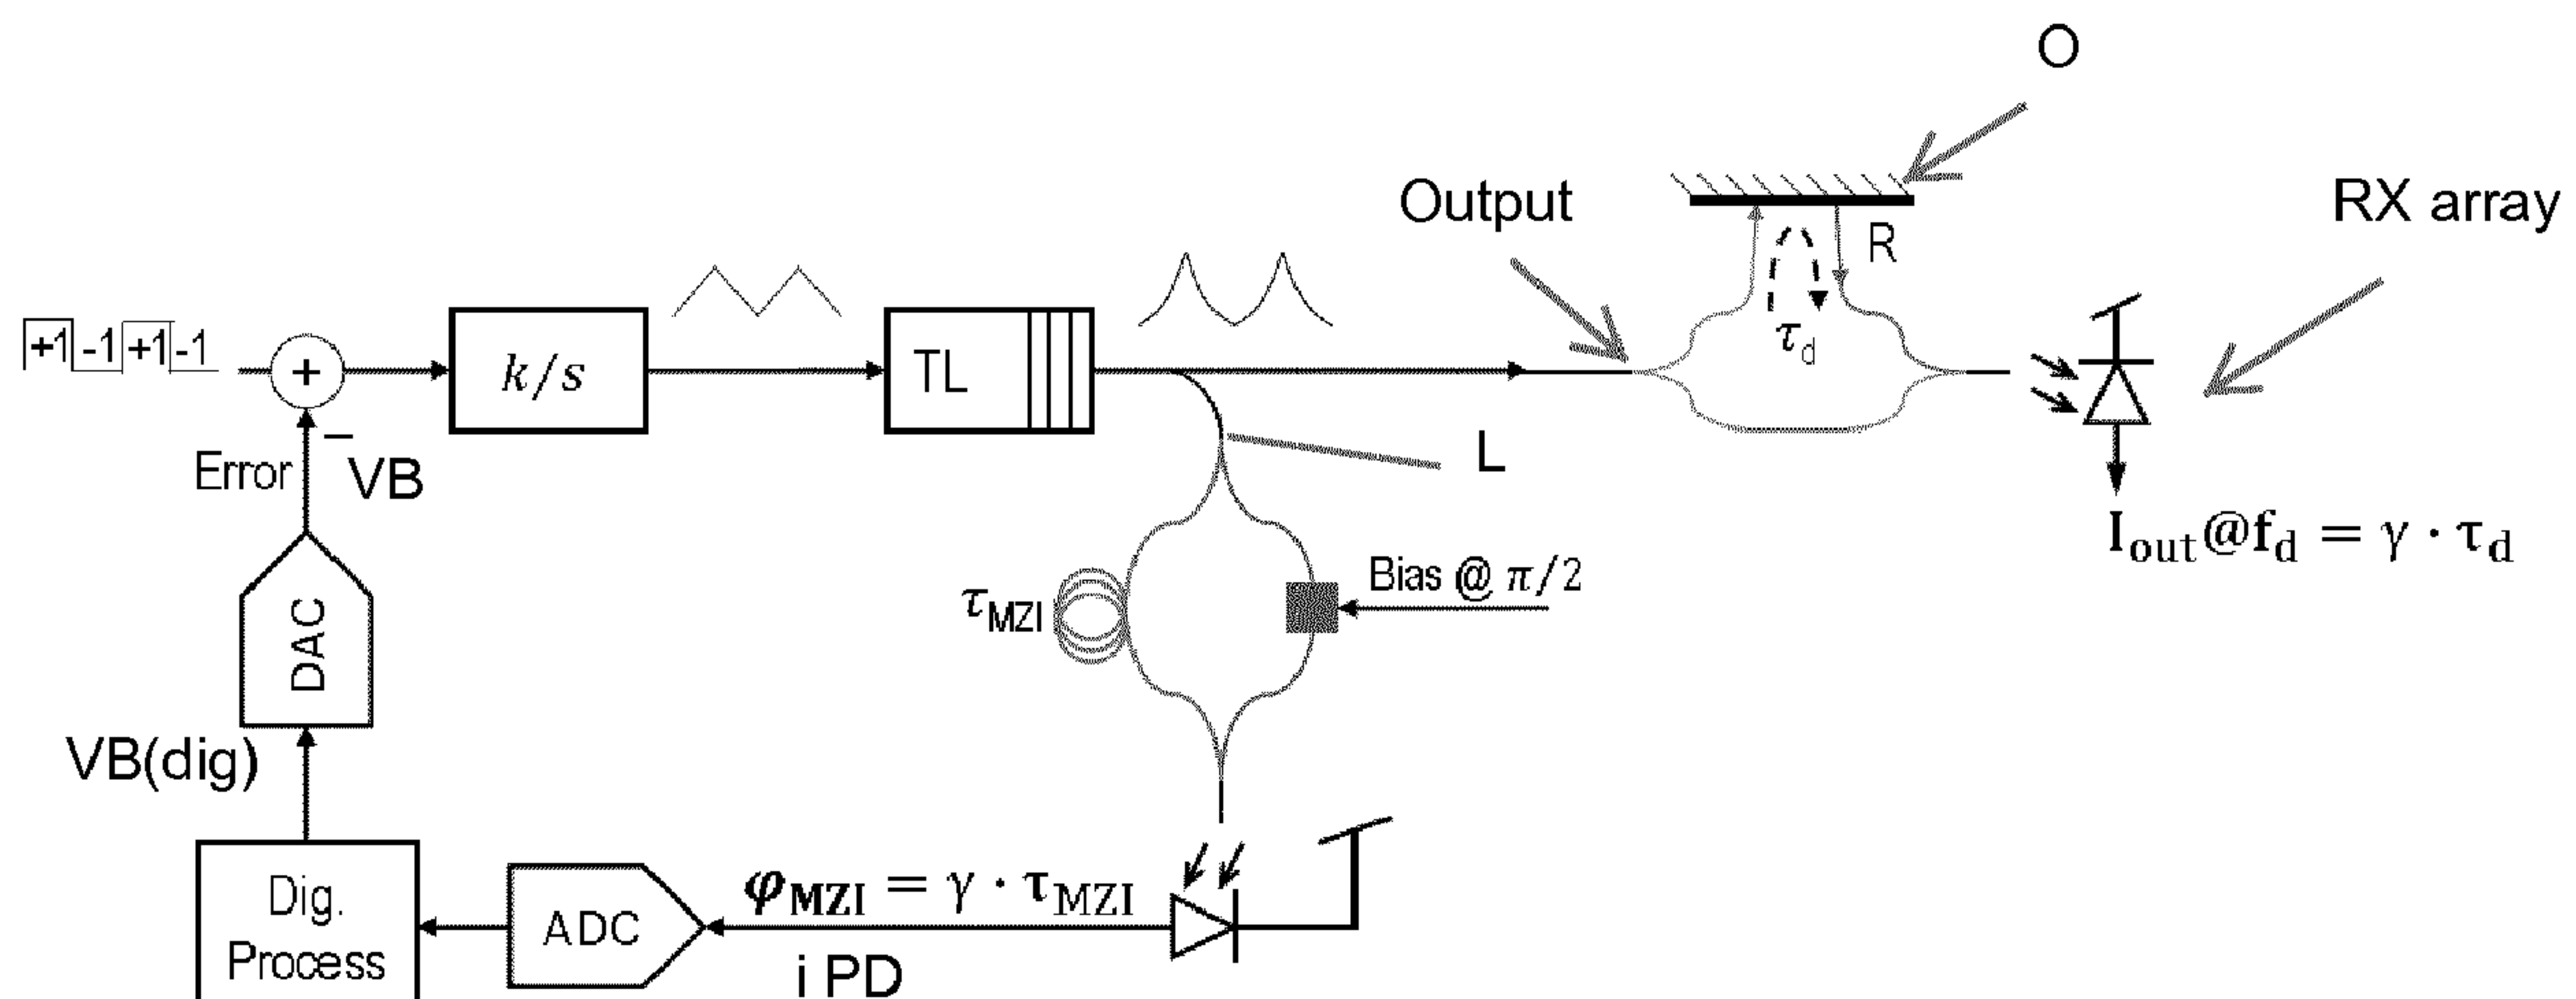 O
Output
RX array
R
τd
+1 -1 +1 -1
+
k/s
TL
−
Error
VB
L
Iout@fd = γ · τd
DAC
τMZI
Bias @ π/2
VB(dig)
Dig.
Process
ADC
φMZI = γ · τMZI
i PD